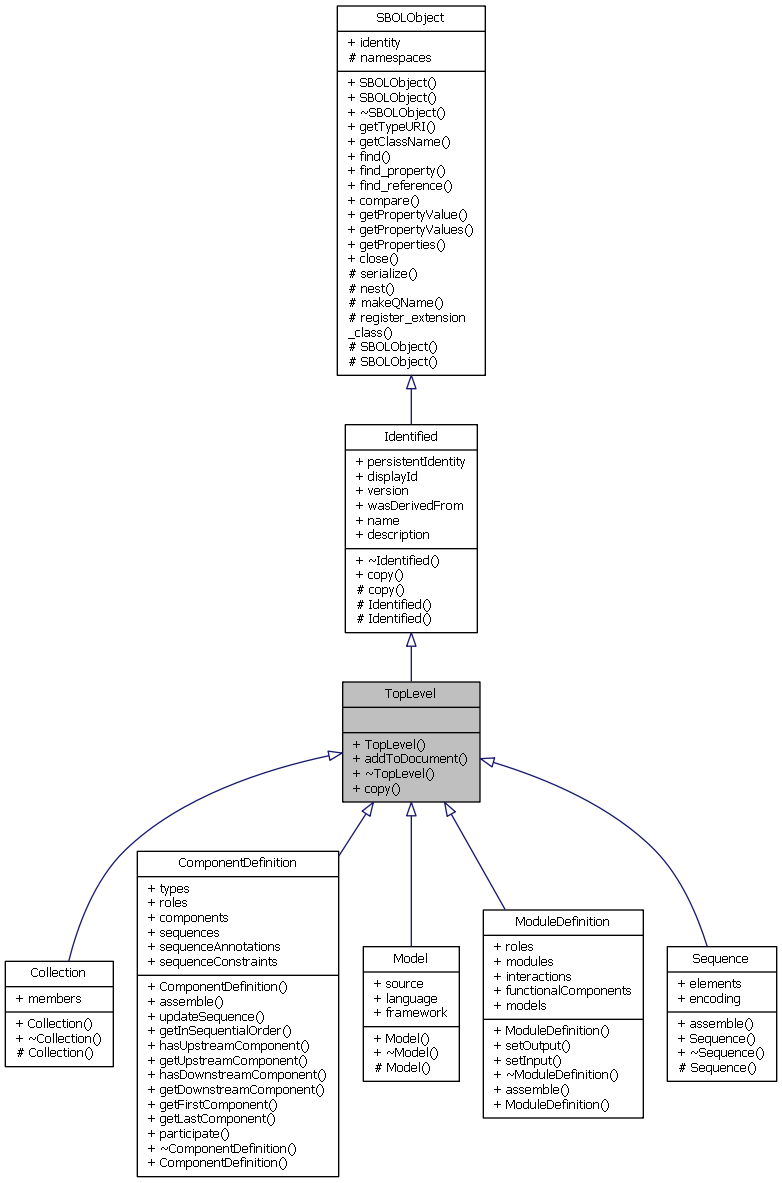 SBOLObject
+ identity
# namespaces
+ SBOLObject()
+ SBOLObject()
+ ~SBOLObject()
+ getTypeURI()
+ getClassName()
+ find()
+ find_property()
+ find_reference()
+ compare()
+ getPropertyValue()
+ getPropertyValues()
+ getProperties()
+ close()
# serialize()
# nest()
# makeQName()
# register_extension
_class()
# SBOLObject()
# SBOLObject()
Identified
+ persistentIdentity
+ displayId
+ version
+ wasDerivedFrom
+ name
+ description
+ ~Identified()
+ copy()
# copy()
# Identified()
# Identified()
TopLevel
+ TopLevel()
+ addToDocument()
+ ~TopLevel()
+ copy()
Collection
+ members
+ Collection()
+ ~Collection()
# Collection()
ComponentDefinition
+ types
+ roles
+ components
+ sequences
+ sequenceAnnotations
+ sequenceConstraints
+ ComponentDefinition()
+ assemble()
+ updateSequence()
+ getInSequentialOrder()
+ hasUpstreamComponent()
+ getUpstreamComponent()
+ hasDownstreamComponent()
+ getDownstreamComponent()
+ getFirstComponent()
+ getLastComponent()
+ participate()
+ ~ComponentDefinition()
+ ComponentDefinition()
Model
+ source
+ language
+ framework
+ Model()
+ ~Model()
# Model()
ModuleDefinition
+ roles
+ modules
+ interactions
+ functionalComponents
+ models
+ ModuleDefinition()
+ setOutput()
+ setInput()
+ ~ModuleDefinition()
+ assemble()
+ ModuleDefinition()
Sequence
+ elements
+ encoding
+ assemble()
+ Sequence()
+ ~Sequence()
# Sequence()